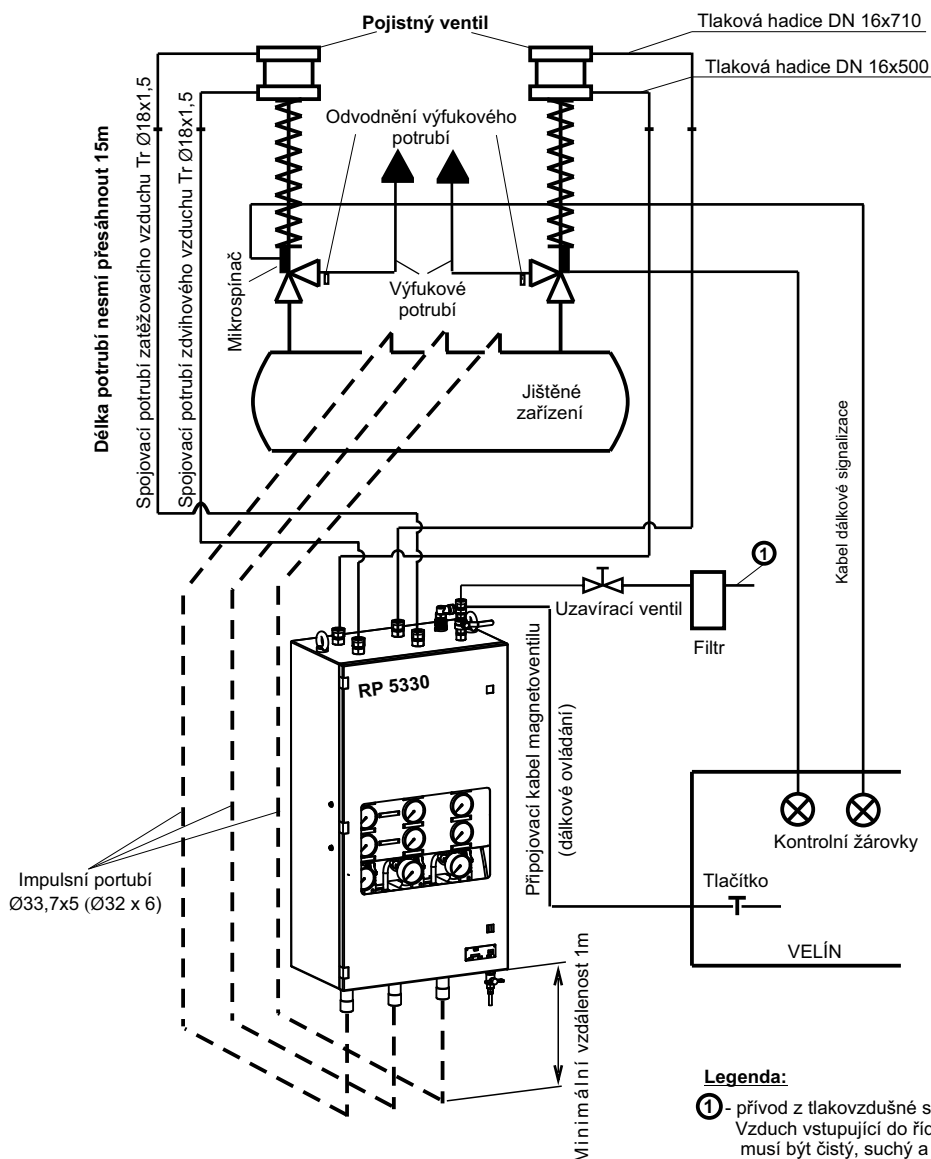 Pojistný ventil
Tlaková hadice DN 16x710
Tlaková hadice DN 16x500
Odvodnění výfukového
potrubí
Délka potrubí nesmí přesáhnout 15m
Spojovací potrubí zatěžovacího vzduchu Tr Ø18x1,5
Spojovací potrubí zdvihového vzduchu Tr Ø18x1,5
Mikrospínač
Výfukové
potrubí
Jištěné
zařízení
Kabel dálkové signalizace
1
Uzavírací ventil
Filtr
RP 5330
Připojovací kabel magnetoventilu
(dálkové ovládání)
Impulsní portubí
Ø33,7x5 (Ø32 x 6)
Kontrolní žárovky
Tlačítko
VELÍN
Minimální vzdálenost 1m
Legenda:
1 - přívod z tlakovzdušné s
Vzduch vstupující do říd
musí být čistý, suchý a